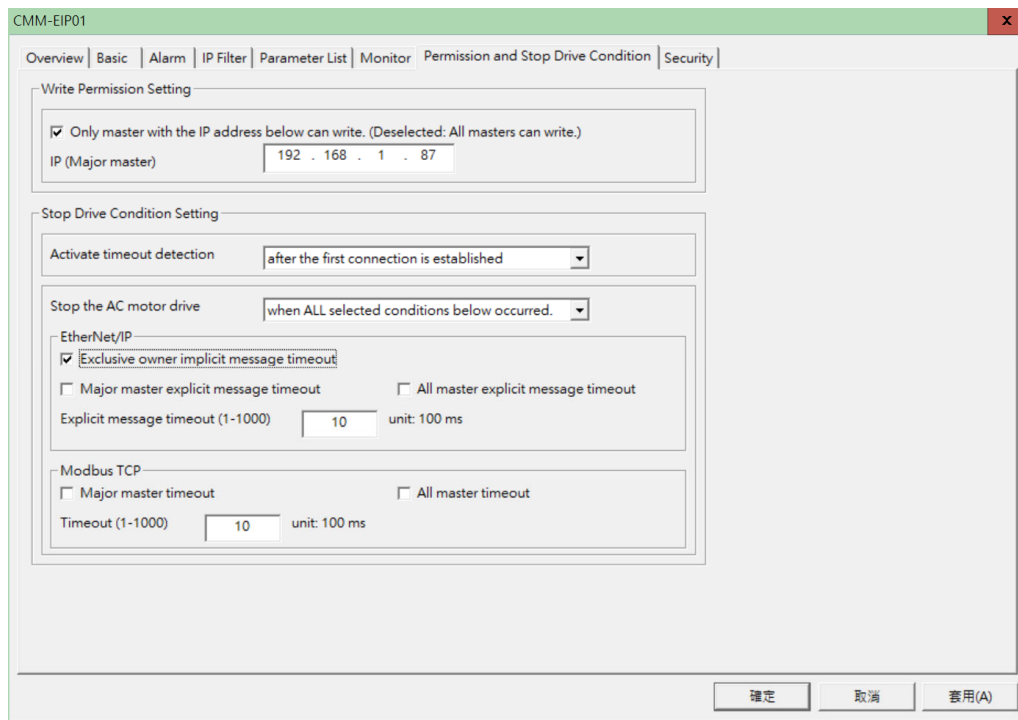 CMM-EIP01
x
Overview Basic Alarm IP Filter Parameter List Monitor Permission and Stop Drive Condition Security
Write Permission Setting
Only master with the IP address below can write. (Deselected: All masters can write.)
IP (Major master) 192 . 168 . 1 . 87
Stop Drive Condition Setting
Activate timeout detection after the first connection is established
Stop the AC motor drive when ALL selected conditions below occurred.
EtherNet/IP
Exclusive owner implicit message timeout
Major master explicit message timeout All master explicit message timeout
Explicit message timeout (1-1000) 10 unit: 100 ms
Modbus TCP
Major master timeout All master timeout
Timeout (1-1000) 10 unit: 100 ms
確定 取消 套用(A)